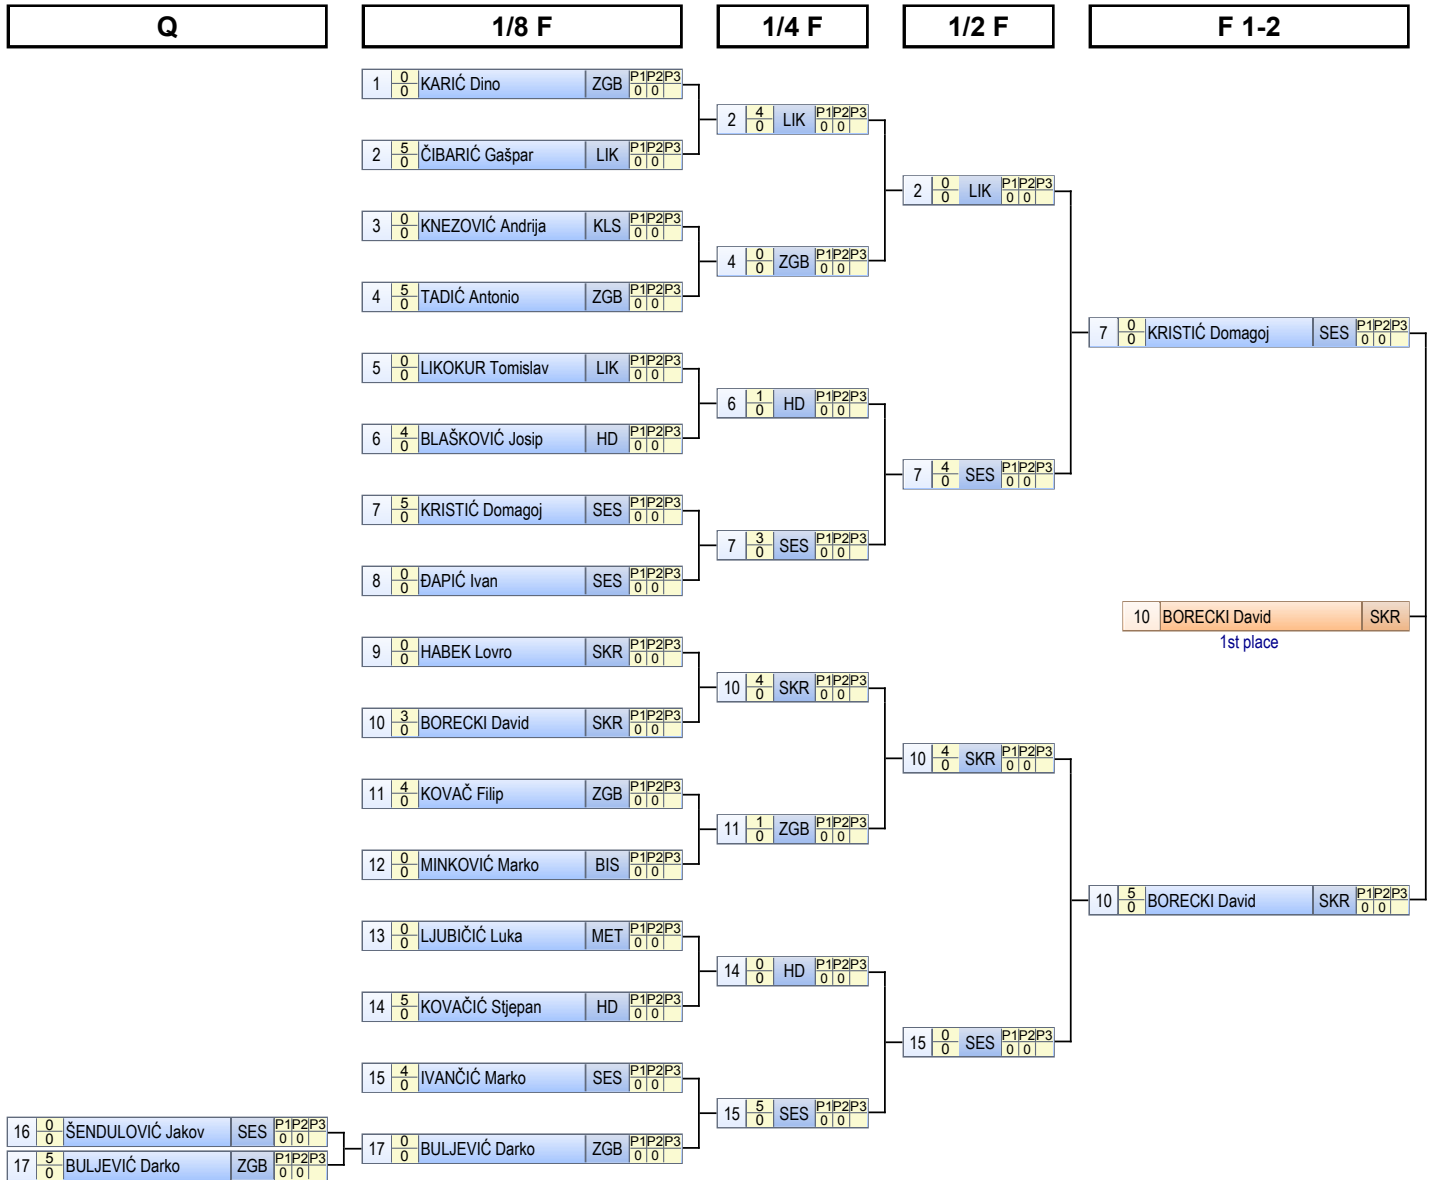 Q 1/8 F 1/4 F 1/2 F F 1-2
1 0 0 KARIĆ Dino ZGB P1 P2 P3 0 0
2 4 0 LIK P1 P2 P3 0 0
2 5 0 ČIBARIĆ Gašpar LIK P1 P2 P3 0 0
2 0 0 LIK P1 P2 P3 0 0
3 0 0 KNEZOVIĆ Andrija KLS P1 P2 P3 0 0
4 0 0 ZGB P1 P2 P3 0 0
4 5 0 TADIĆ Antonio ZGB P1 P2 P3 0 0
7 0 0 KRISTIĆ Domagoj SES P1 P2 P3 0 0
5 0 0 LIKOKUR Tomislav LIK P1 P2 P3 0 0
6 1 0 HD P1 P2 P3 0 0
6 4 0 BLAŠKOVIĆ Josip HD P1 P2 P3 0 0
7 4 0 SES P1 P2 P3 0 0
7 5 0 KRISTIĆ Domagoj SES P1 P2 P3 0 0
7 3 0 SES P1 P2 P3 0 0
8 0 0 ĐAPIĆ Ivan SES P1 P2 P3 0 0
10 BORECKI David SKR
1st place
9 0 0 HABEK Lovro SKR P1 P2 P3 0 0
10 4 0 SKR P1 P2 P3 0 0
10 3 0 BORECKI David SKR P1 P2 P3 0 0
10 4 0 SKR P1 P2 P3 0 0
11 4 0 KOVAČ Filip ZGB P1 P2 P3 0 0
11 1 0 ZGB P1 P2 P3 0 0
12 0 0 MINKOVIĆ Marko BIS P1 P2 P3 0 0
10 5 0 BORECKI David SKR P1 P2 P3 0 0
13 0 0 LJUBIČIĆ Luka MET P1 P2 P3 0 0
14 0 0 HD P1 P2 P3 0 0
14 5 0 KOVAČIĆ Stjepan HD P1 P2 P3 0 0
15 0 0 SES P1 P2 P3 0 0
15 4 0 IVANČIĆ Marko SES P1 P2 P3 0 0
15 5 0 SES P1 P2 P3 0 0
16 0 0 ŠENDULOVIĆ Jakov SES P1 P2 P3 0 0
17 0 0 BULJEVIĆ Darko ZGB P1 P2 P3 0 0
17 5 0 BULJEVIĆ Darko ZGB P1 P2 P3 0 0